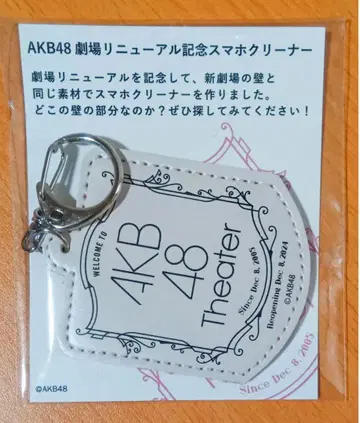 AKB48 劇場リニューアル記念スマホクリーナー
劇場リニューアルを記念して、新劇場の壁と
同じ素材でスマホクリーナーを作りました。
どこの壁の部分なのか?ぜひ探してみてください!
WELCOME TO
AKB
48
Theater
Since Dec 8, 2005
Reopening Dec 8, 2024
©AKB48
Since Dec 8, 2005
©AKB48